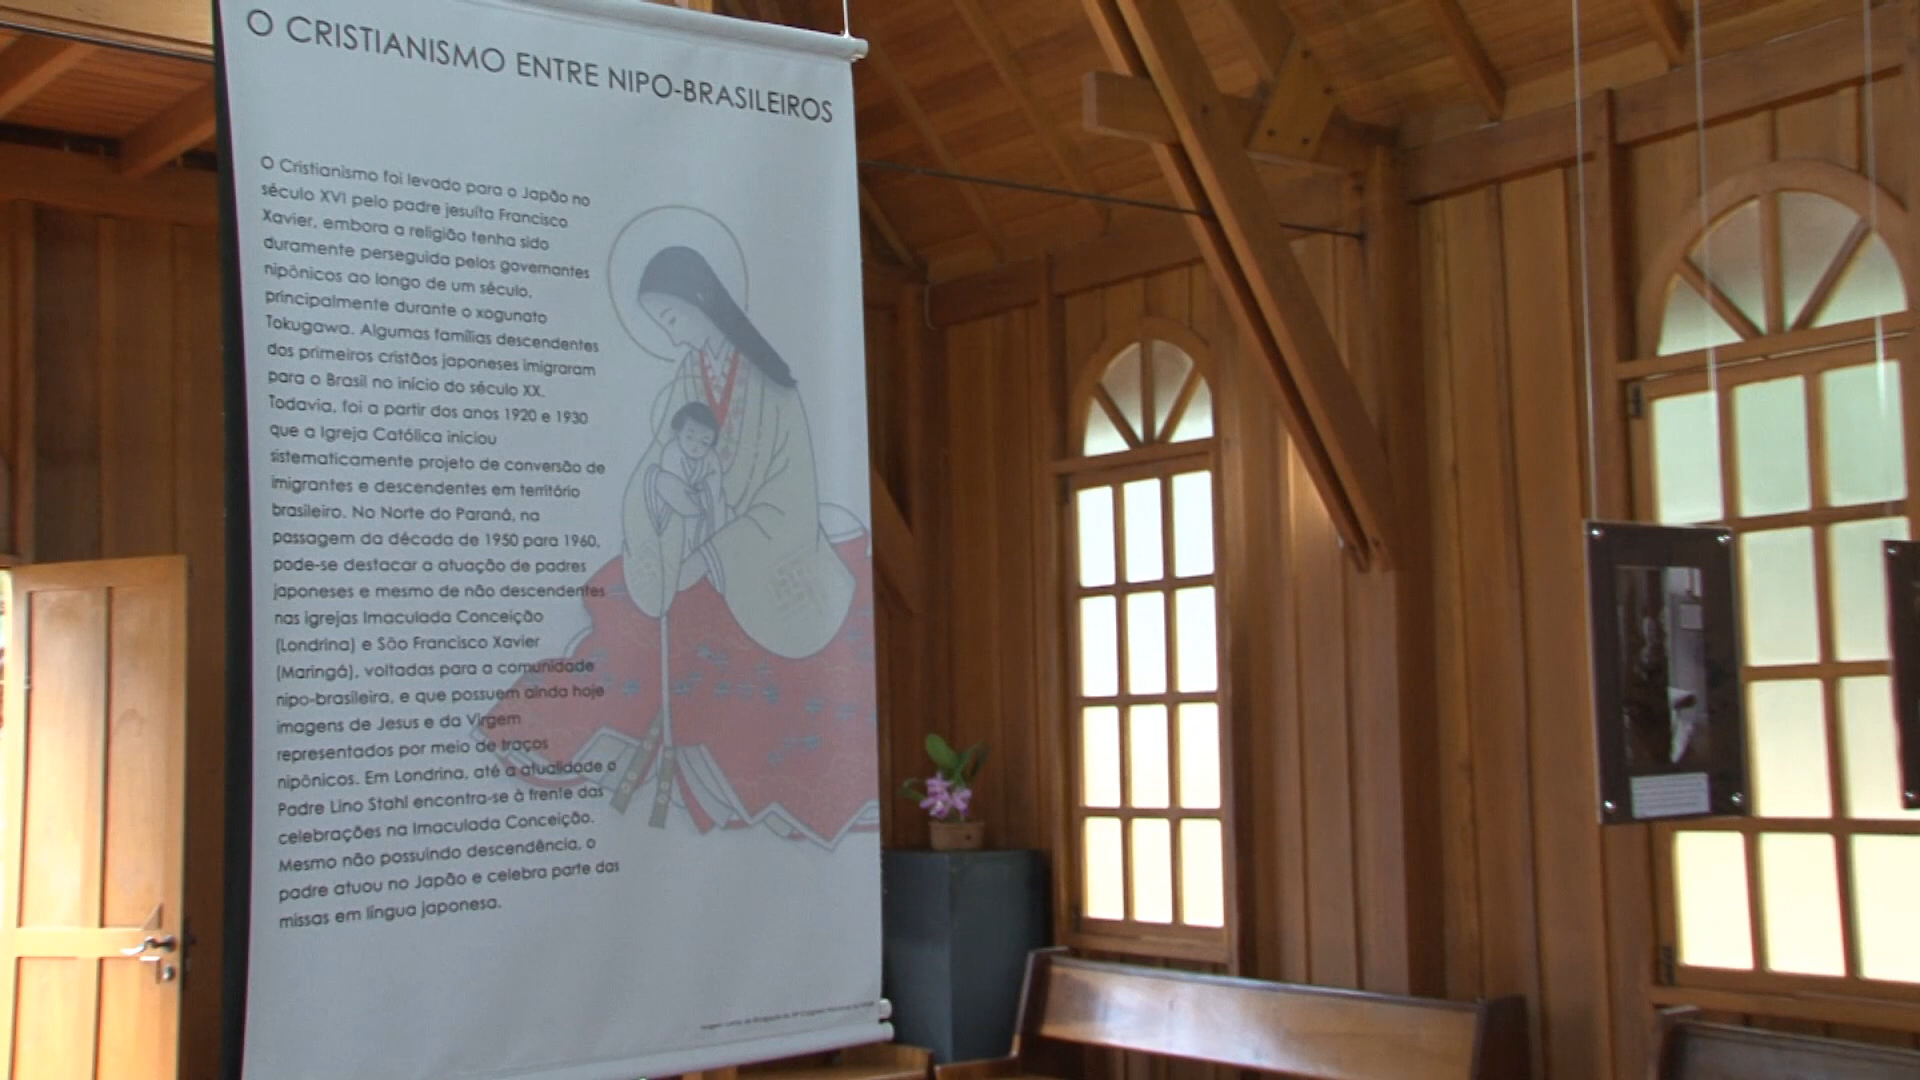 O CRISTIANISMO ENTRE NIPO-BRASILEIROS
O Cristianismo foi levado para o Japão no
século XVI pelo padre jesuíta Francisco
Xavier, embora a religião tenha sido
duramente perseguida pelos governantes
nipônicos ao longo de um século,
principalmente durante o xogunato
Tokugawa. Algumas famílias descendentes
dos primeiros cristãos japoneses imigraram
para o Brasil no início do século XX.
Todavia, foi a partir dos anos 1920 e 1930
que a Igreja Católica iniciou
sistematicamente projeto de conversão de
imigrantes e descendentes em território
brasileiro. No Norte do Paraná, na
passagem da década de 1950 para 1960,
pode-se destacar a atuação de padres
japoneses e mesmo de não descendentes
nas igrejas Imaculada Conceição
(Londrina) e São Francisco Xavier
(Maringá), voltadas para a comunidade
nipo-brasileira, e que possuem ainda hoje
imagens de Jesus e da Virgem
representados por meio de traços
nipônicos. Em Londrina, até a atualidade o
Padre Lino Stahl encontra-se à frente das
celebrações na Imaculada Conceição.
Mesmo não possuindo descendência, o
padre atuou no Japão e celebra parte das
missas em língua japonesa.